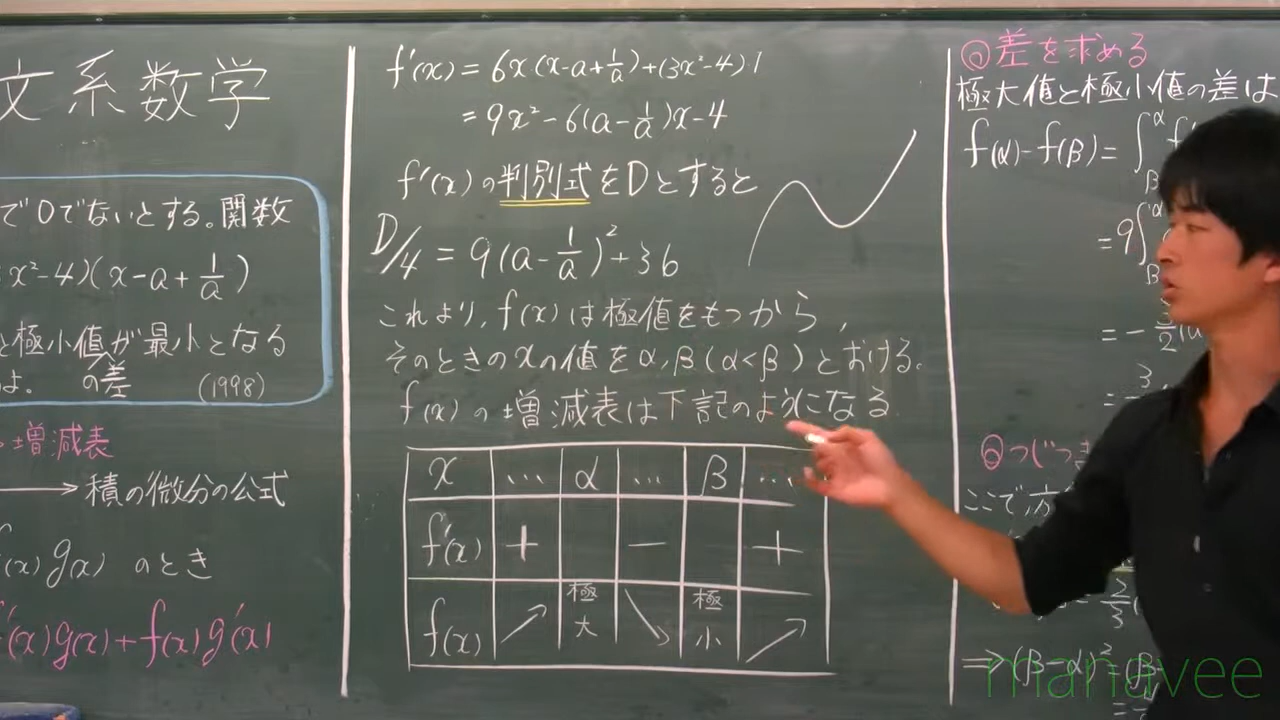 文系数学
で0でないとする。関数
x²-4)(x-a+1/a)
と極小値が最小となる
の差
は。 (1998)
増減表
→積の微分の公式
(x)g(x) のとき
f'(x)g(x)+f(x)g'(x)
f'(x)=6x(x-a+1/a)+(3x²-4)・1
=9x²-6(a-1/a)x-4
f'(x)の判別式をDとすると
D/4=9(a-1/a)²+36
これより, f(x)は極値をもつから,
そのときのxの値をα,β(α<β)とおける。
f(x)の増減表は下記のようになる.
x … α … β …
f'(x) + − +
f(x) ↗ 極大 ↘ 極小 ↗
◎差を求める
極大値と極小値の差は
f(α)-f(β)=∫
=9∫
=-3/2(α
=-
つじつま
ここで,方
⇒(β-α)²=(β
manavee